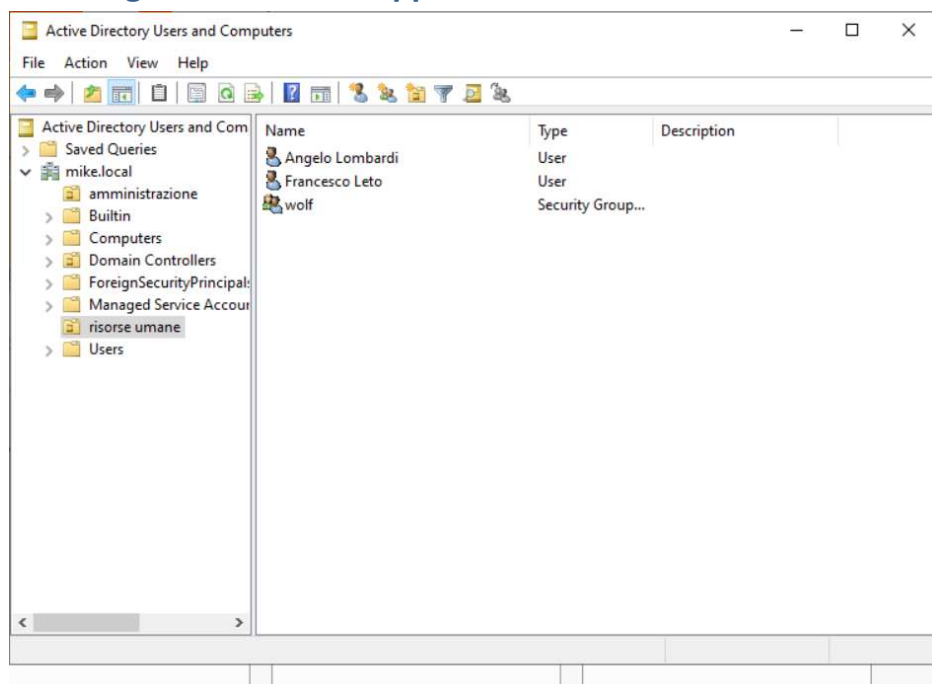 Active Directory Users and Computers
File Action View Help
Active Directory Users and Com
Saved Queries
mike.local
amministrazione
Builtin
Computers
Domain Controllers
ForeignSecurityPrincipals
Managed Service Accour
risorse umane
Users
Name Type Description
Angelo Lombardi User
Francesco Leto User
wolf Security Group...